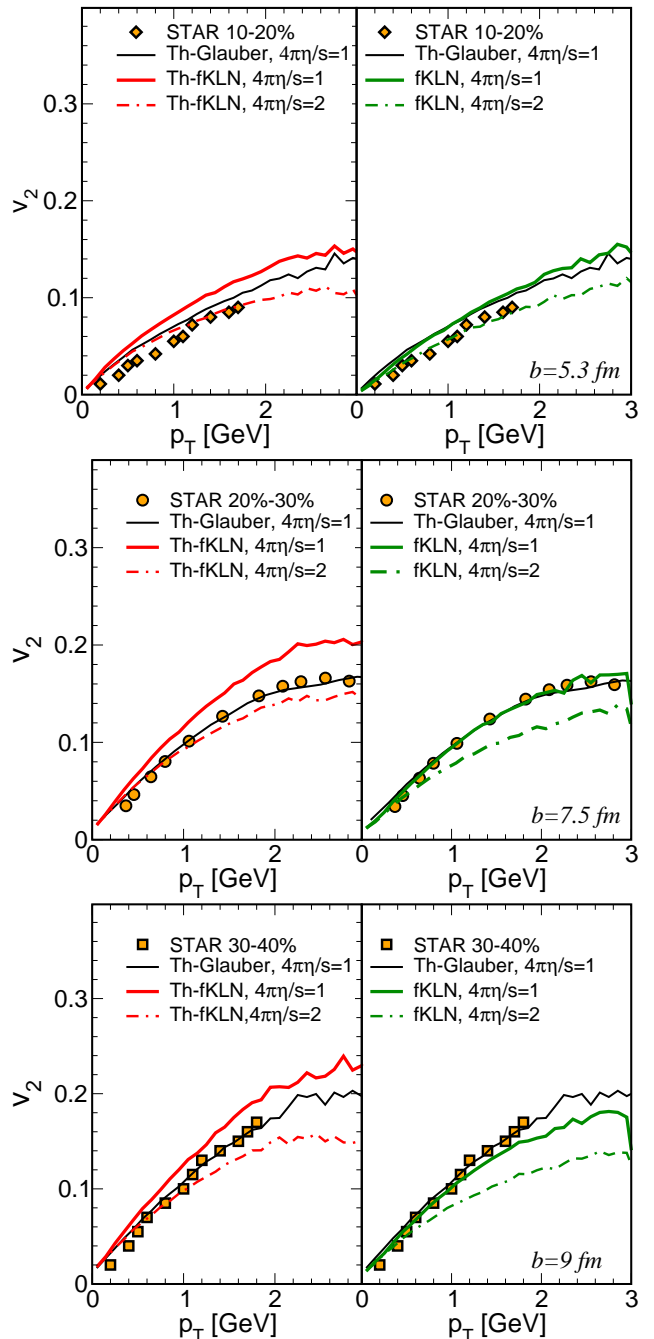 STAR 10-20%
Th-Glauber, 4πη/s=1
Th-fKLN, 4πη/s=1
Th-fKLN, 4πη/s=2
STAR 10-20%
Th-Glauber, 4πη/s=1
fKLN, 4πη/s=1
fKLN, 4πη/s=2
0.3
0.2
0.1
0
v2
b=5.3 fm
0 1 2
0 1 2 3
pT [GeV]
pT [GeV]
STAR 20%-30%
Th-Glauber, 4πη/s=1
Th-fKLN, 4πη/s=1
Th-fKLN, 4πη/s=2
STAR 20%-30%
Th-Glauber, 4πη/s=1
fKLN, 4πη/s=1
fKLN, 4πη/s=2
0.3
0.2
0.1
0
v2
b=7.5 fm
0 1 2
0 1 2 3
pT [GeV]
pT [GeV]
STAR 30-40%
Th-Glauber, 4πη/s=1
Th-fKLN, 4πη/s=1
Th-fKLN,4πη/s=2
STAR 30-40%
Th-Glauber, 4πη/s=1
fKLN, 4πη/s=1
fKLN, 4πη/s=2
0.3
0.2
0.1
0
v2
b=9 fm
0 1 2
0 1 2 3
pT [GeV]
pT [GeV]